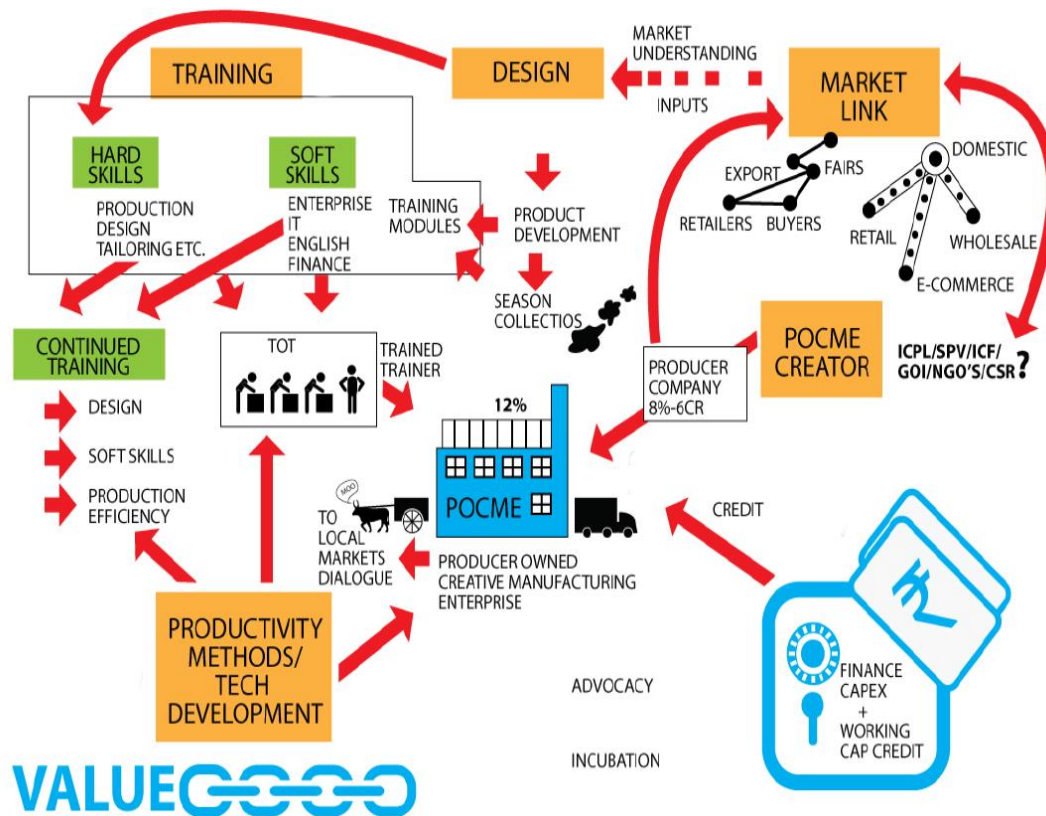 TRAINING
DESIGN
MARKET
UNDERSTANDING
INPUTS
MARKET
LINK
HARD
SKILLS
PRODUCTION
DESIGN
TAILORING ETC.
SOFT
SKILLS
ENTERPRISE
IT
ENGLISH
FINANCE
TRAINING
MODULES
PRODUCT
DEVELOPMENT
SEASON
COLLECTIOS
EXPORT
FAIRS
RETAILERS
BUYERS
DOMESTIC
RETAIL
WHOLESALE
E-COMMERCE
CONTINUED
TRAINING
DESIGN
SOFT SKILLS
PRODUCTION
EFFICIENCY
TOT
TRAINED
TRAINER
PRODUCER
COMPANY
8%-6CR
POCME
CREATOR
ICPL/SPV/ICF/
GOI/NGO'S/CSR?
12%
MOO
POCME
TO
LOCAL
MARKETS
DIALOGUE
PRODUCER OWNED
CREATIVE MANUFACTURING
ENTERPRISE
CREDIT
PRODUCTIVITY
METHODS/
TECH
DEVELOPMENT
ADVOCACY
INCUBATION
₹
FINANCE
CAPEX
+
WORKING
CAP CREDIT
VALUE